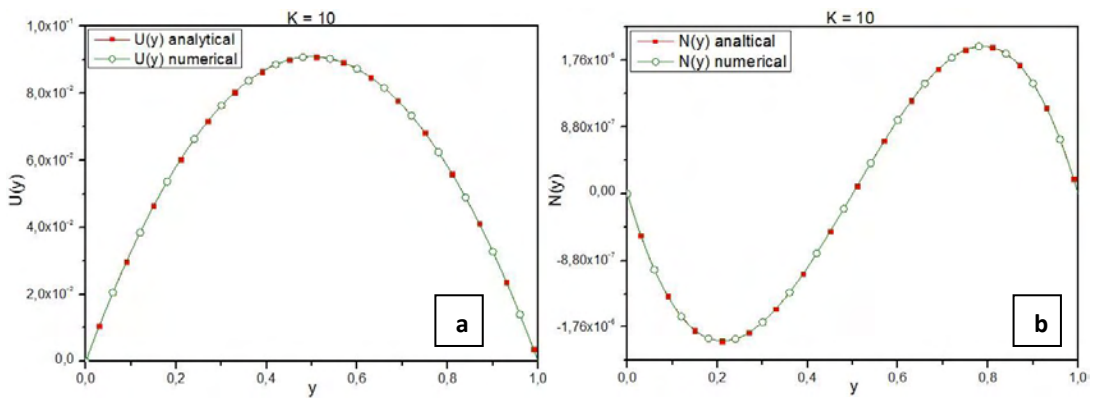 K = 10
U(y) analytical
U(y) numerical
1,0x10⁻¹
8,0x10⁻²
6,0x10⁻²
4,0x10⁻²
2,0x10⁻²
0,0
U(y)
0,0
0,2
0,4
0,6
0,8
1,0
y
a
K = 10
N(y) analtical
N(y) numerical
1,76x10⁻⁶
8,80x10⁻⁷
0,00
-8,80x10⁻⁷
-1,76x10⁻⁶
N(y)
0,0
0,2
0,4
0,6
0,8
1,0
y
b